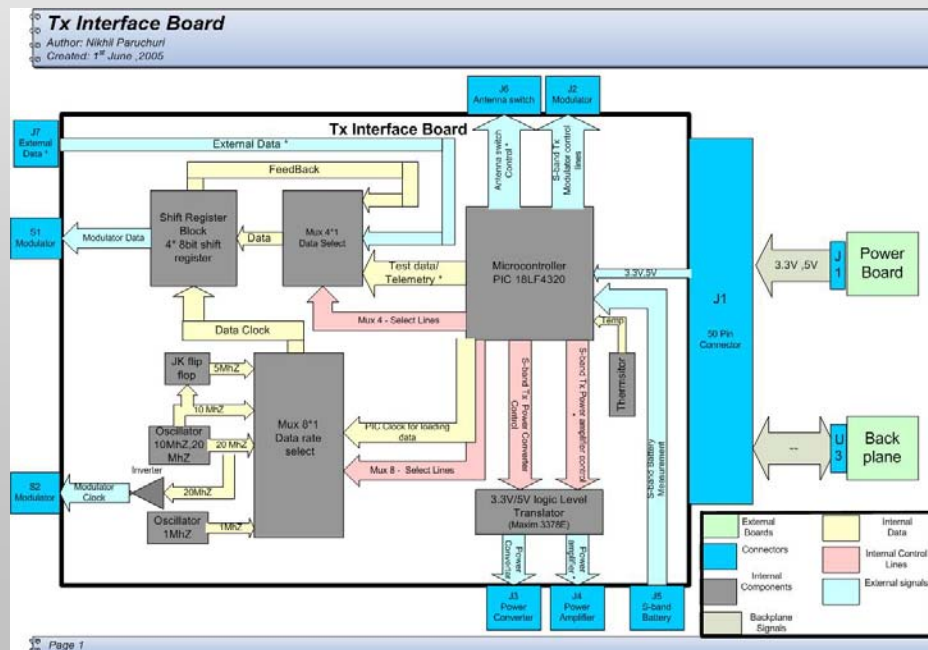 Tx Interface Board
Author: Nikhil Paruchuri
Created: 1st June ,2005
J6
Antenna switch
J2
Modulator
Tx Interface Board
J7
External
Data *
External Data *
FeedBack
Antenna switch
Control *
S-band Tx
Modulator control
lines
S1
Modulator
Modulator Data
Shift Register
Block
4* 8bit shift
register
Data
Mux 4*1
Data Select
Test data/
Telemetry *
Microcontroller
PIC 18LF4320
3.3V,5V
J1
50 Pin
Connector
3.3V ,5V
J1
Power
Board
Mux 4 - Select Lines
Temp
Thermsitor
Data Clock
JK flip
flop
5MhZ
10 MhZ
Oscillator
10MhZ,20
MhZ
20 MhZ
Mux 8*1
Data rate
select
PIC Clock for loading
data
Mux 8 - Select Lines
S-band Tx Power Converter
Control
S-band Tx Power amplifier control
*
S-band Battery
Measurement
--
U3
Back
plane
S2
Modulator
Modulator
Clock
Inverter
20MhZ
Oscillator
1MhZ
1MhZ
3.3V/5V logic Level
Translator
(Maxim 3378E)
Power
Converter
Power
amplifier *
J3
Power
Converter
J4
Power
Amplifier
J5
S-band
Battery
External
Boards
Connectors
Internal
Components
Backplane
Signals
Internal
Data
Internal Control
Lines
External signals
Page 1